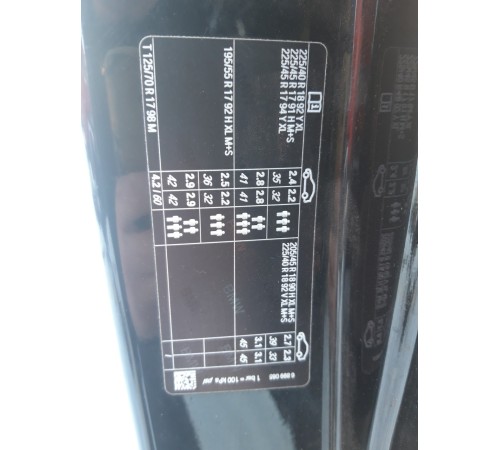 225/40 R 18 92 Y XL
225/45 R 17 91 H M+S
225/45 R 17 94 Y XL
2.4 2.2
35 32
2.8 2.8
41 41
195/55 R 17 92 H XL M+S
2.5 2.2
36 32
2.9 2.9
42 42
T 125/70 R 17 98 M
4.2 / 60
205/45 R 18 90 H XL M+S
225/40 R 18 92 V XL M+S
2.7 2.3
39 33
3.1 3.1
45 45
/
1 bar = 100 kPa psi